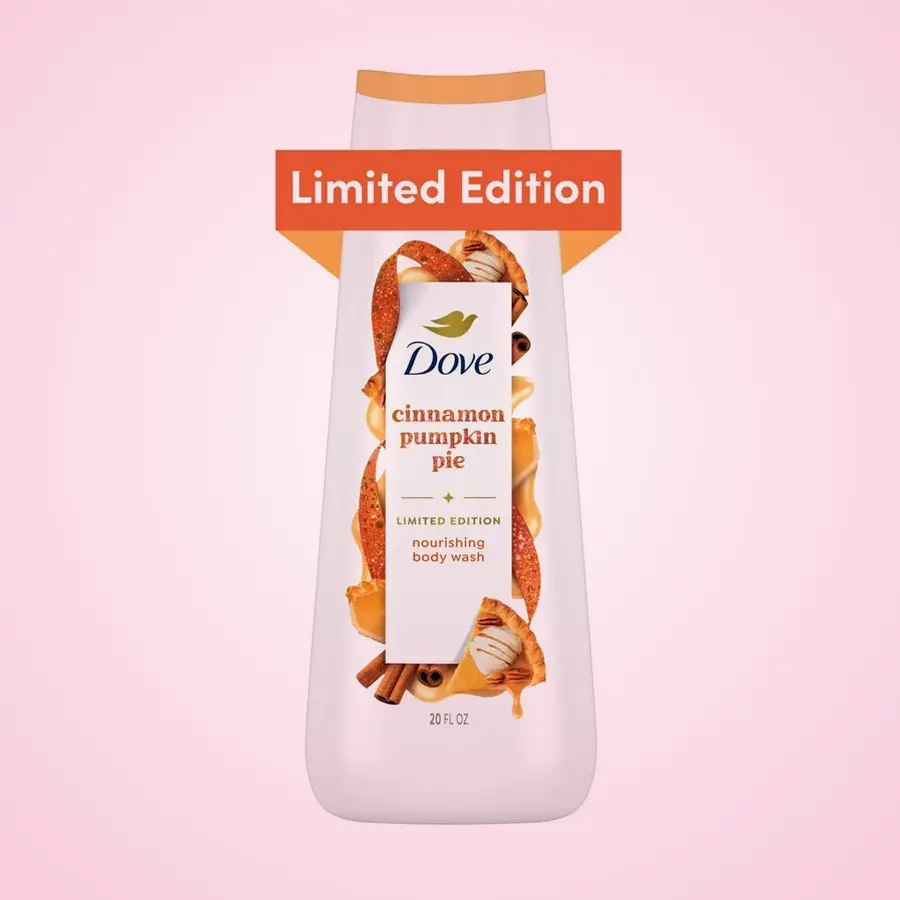 Limited Edition
Dove
cinnamon
pumpkin
pie
LIMITED EDITION
nourishing
body wash
20 FL OZ